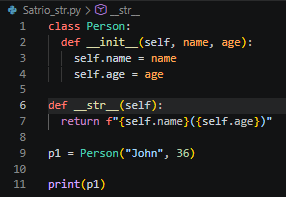 Satrio_str.py > __str__
1 class Person:
2   def __init__(self, name, age):
3     self.name = name
4     self.age = age
5
6 def __str__(self):
7   return f"{self.name}({self.age})"
8
9 p1 = Person("John", 36)
10
11 print(p1)